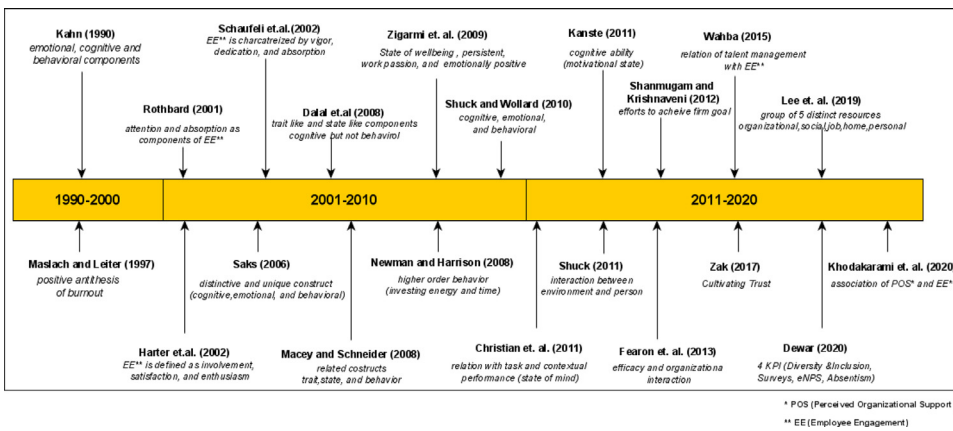 Kahn (1990)
emotional, cognitive and
behavioral components
Rothbard (2001)
attention and absorption as
components of EE**
Schaufeli et.al. (2002)
EE** is charcatreized by vigor,
dedication, and absorption
Dalal et.al (2008)
trait like and state like components
cognitive but not behavirol
Zigarmi et. al. (2009)
State of wellbeing , persistent,
work passion, and emotionally positive
Shuck and Wollard (2010)
cognitive, emotional,
and behavioral
Kanste (2011)
cognitive ability
(motivational state)
Shanmugam and
Krishnaveni (2012)
efforts to acheive firm goal
Wahba (2015)
relation of talent management
with EE**
Lee et. al. (2019)
group of 5 distinct resources
organizational,social,job,home,personal
1990-2000
2001-2010
2011-2020
Maslach and Leiter (1997)
positive antithesis
of burnout
Harter et.al. (2002)
EE** is defined as involvement,
satisfaction, and enthusiasm
Saks (2006)
distinctive and unique construct
(cognitive,emotional, and behavioral)
Macey and Schneider (2008)
related costructs
trait,state, and behavior
Newman and Harrison (2008)
higher order behavior
(investing energy and time)
Christian et. al. (2011)
relation with task and contextual
performance (state of mind)
Shuck (2011)
interaction between
environment and person
Fearon et. al. (2013)
efficacy and organizationa
interaction
Zak (2017)
Cultivating Trust
Dewar (2020)
4 KPI (Diversity &Inclusion,
Surveys, eNPS, Absentism)
Khodakarami et. al. (2020)
association of POS* and EE*
* POS (Perceived Organizational Support
** EE (Employee Engagement)